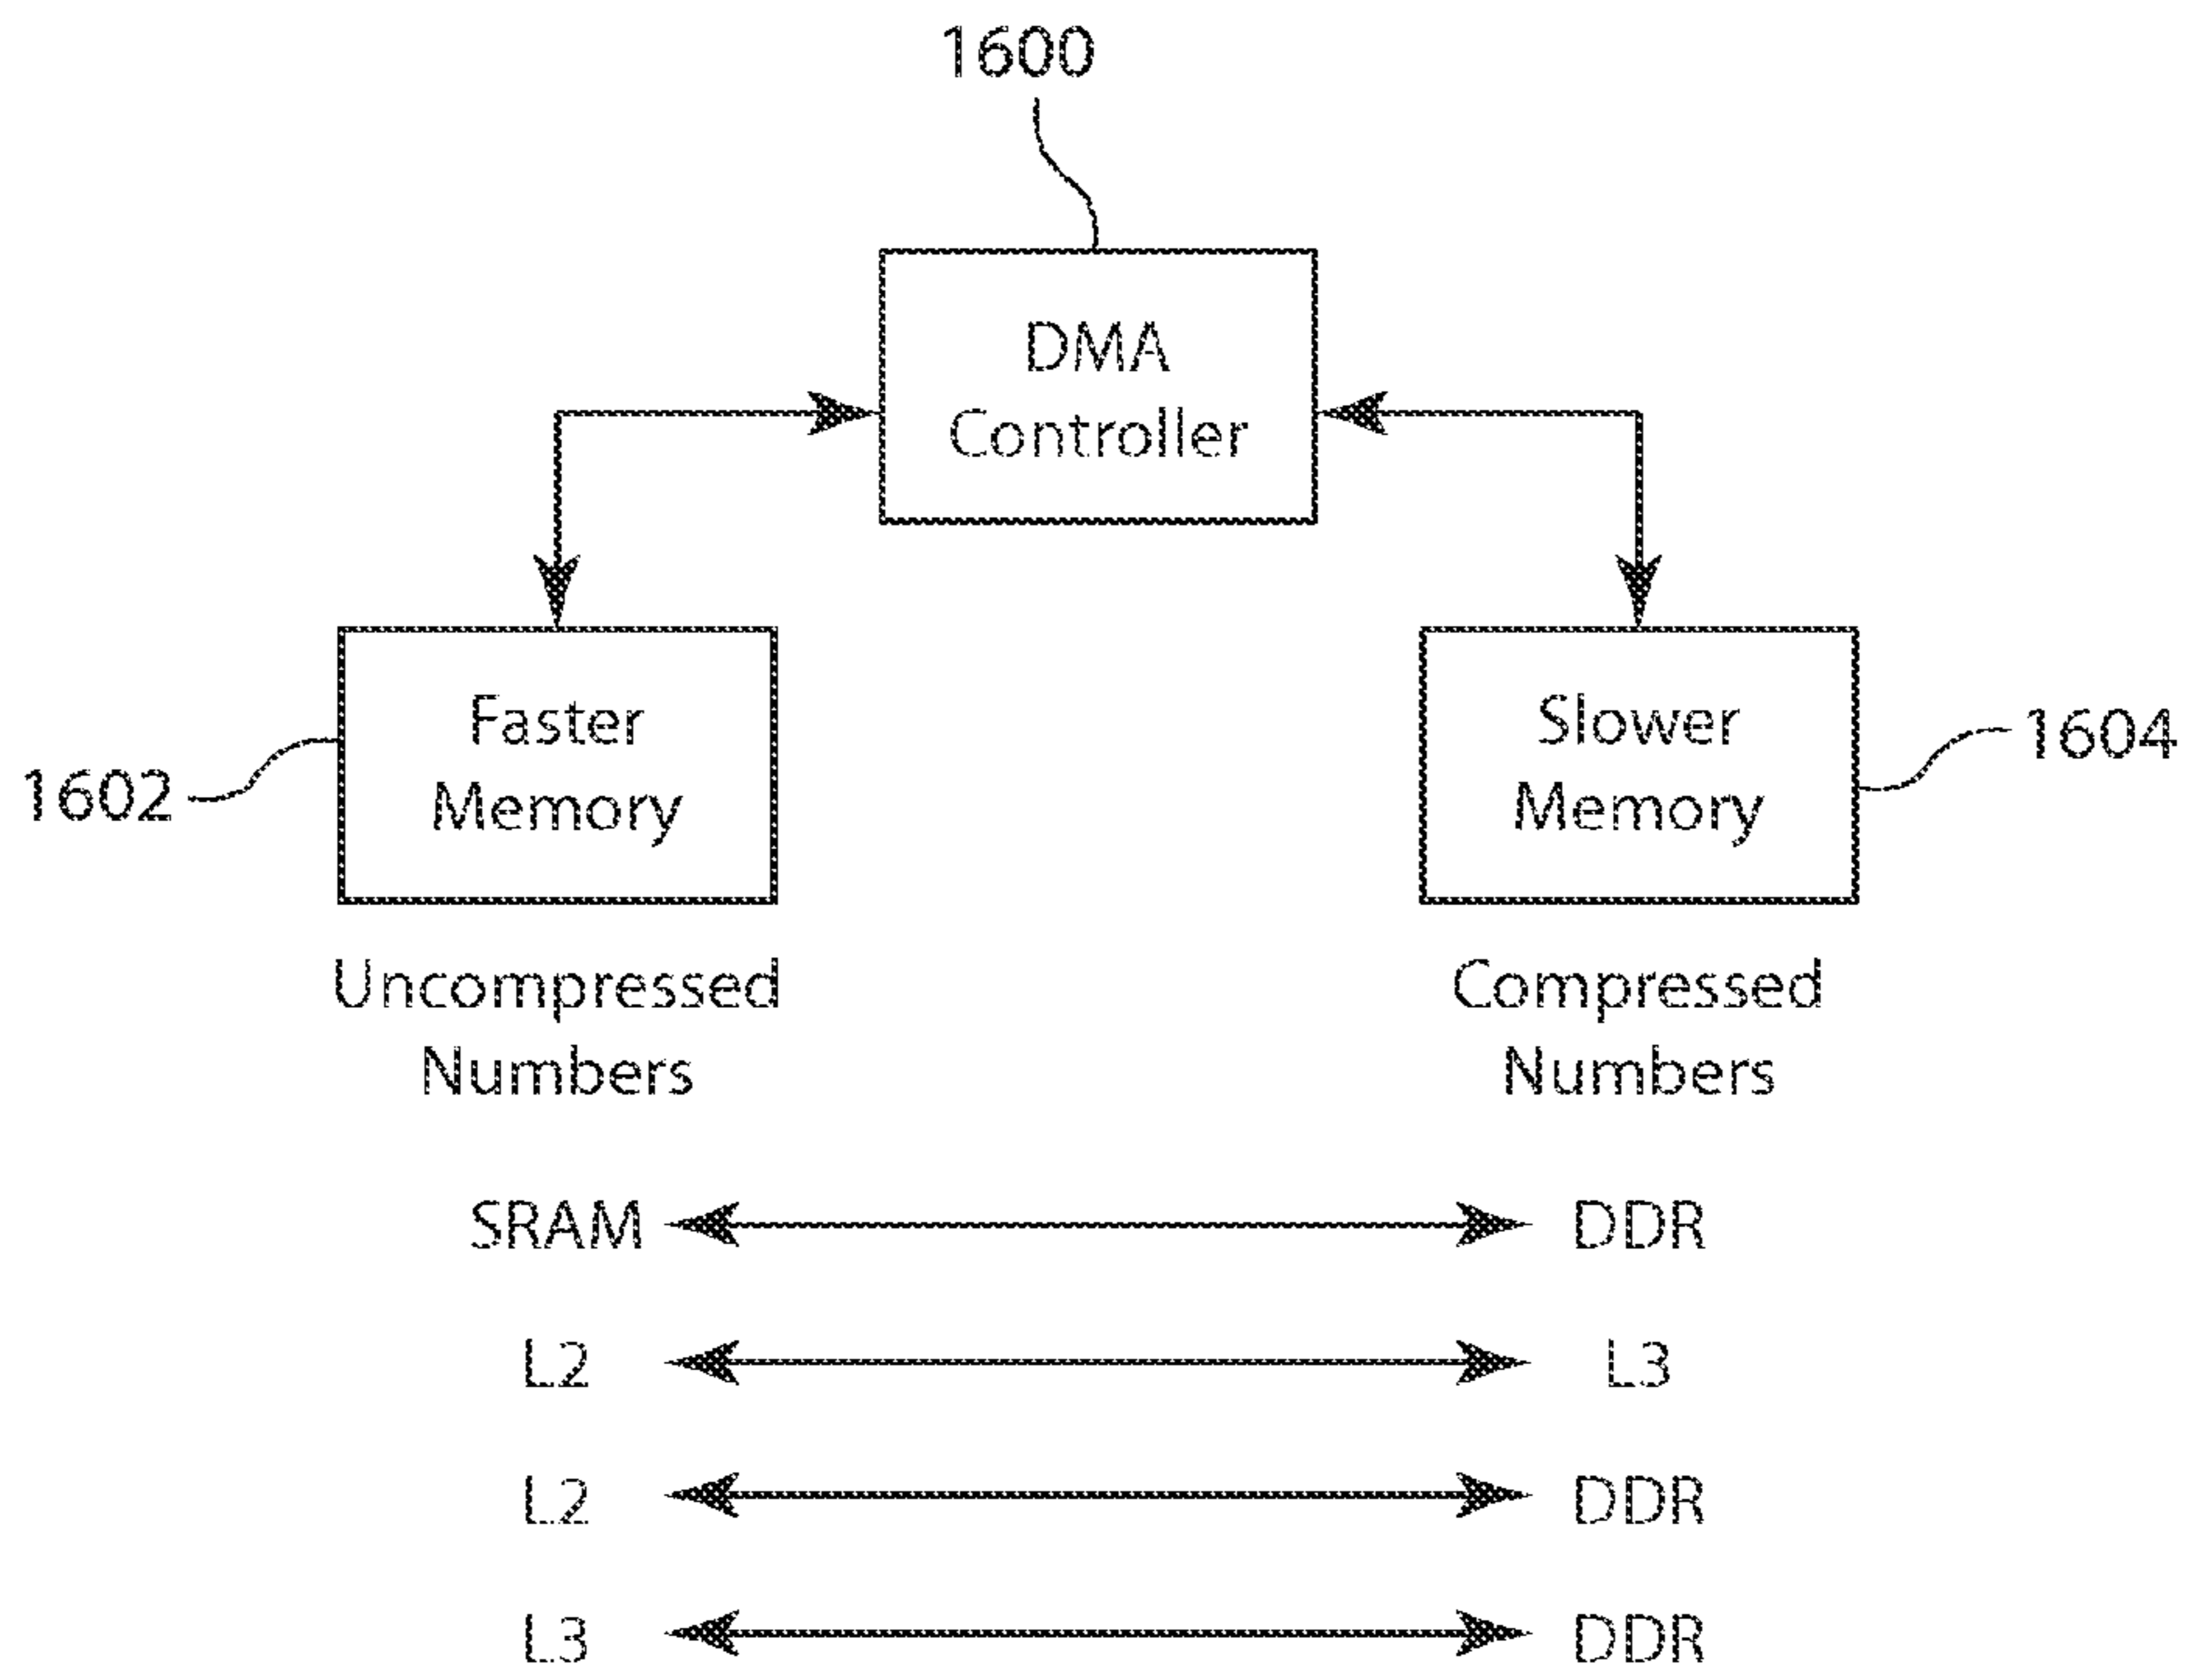 1600
DMA
Controller
Faster
Memory
1602
Slower
Memory
1604
Uncompressed
Numbers
Compressed
Numbers
SRAM DDR
L2 L3
L2 DDR
L3 DDR